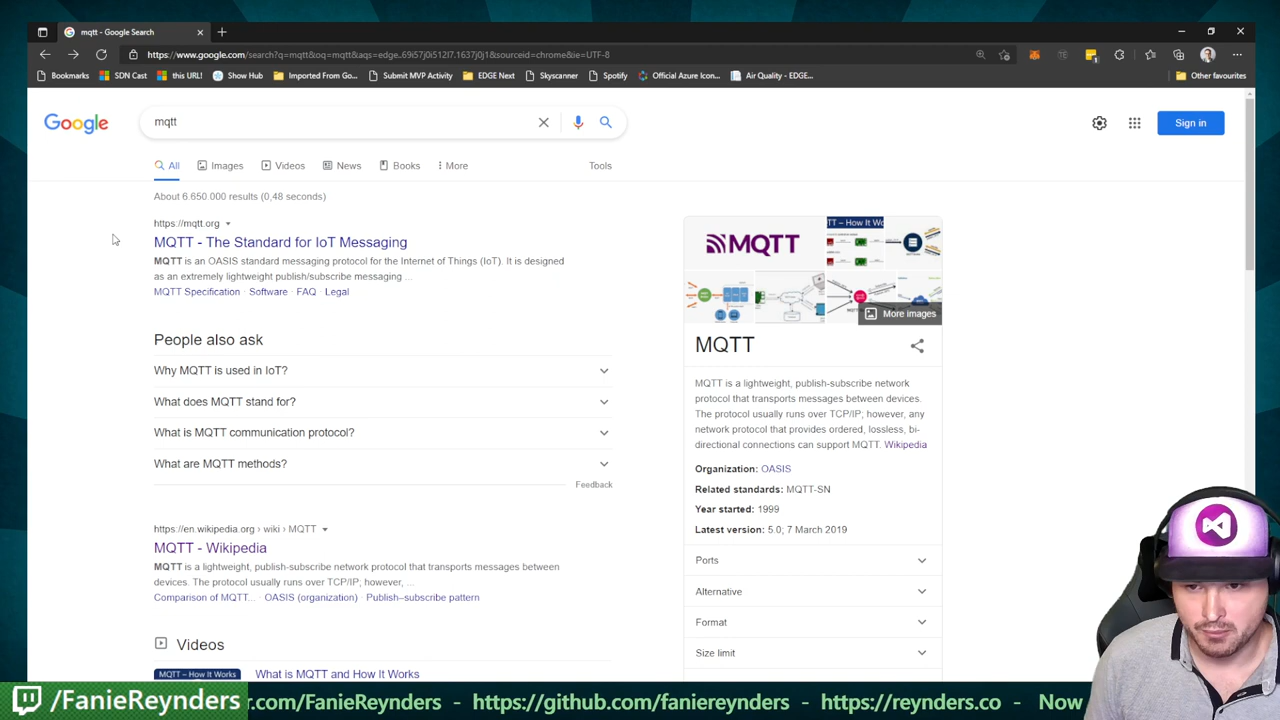 mqtt - Google Search
https://www.google.com/search?q=mqtt&oq=mqtt&aqs=edge..69i57j0i512l7.1637j0j1&sourceid=chrome&ie=UTF-8
Bookmarks
SDN Cast
this URL!
Show Hub
Imported From Go...
Submit MVP Activity
EDGE Next
Skyscanner
Spotify
Official Azure Icon...
Air Quality - EDGE...
Other favourites
Google
mqtt
Sign in
All
Images
Videos
News
Books
More
Tools
About 6.650.000 results (0,48 seconds)
https://mqtt.org
MQTT - The Standard for IoT Messaging
MQTT is an OASIS standard messaging protocol for the Internet of Things (IoT). It is designed
as an extremely lightweight publish/subscribe messaging ...
MQTT Specification · Software · FAQ · Legal
People also ask
Why MQTT is used in IoT?
What does MQTT stand for?
What is MQTT communication protocol?
What are MQTT methods?
Feedback
https://en.wikipedia.org › wiki › MQTT
MQTT - Wikipedia
MQTT is a lightweight, publish-subscribe network protocol that transports messages between
devices. The protocol usually runs over TCP/IP; however, ...
Comparison of MQTT... · OASIS (organization) · Publish–subscribe pattern
Videos
MQTT – How It Works
What is MQTT and How It Works
MQTT
TT – How It Wo
More images
MQTT
MQTT is a lightweight, publish-subscribe network
protocol that transports messages between devices.
The protocol usually runs over TCP/IP; however, any
network protocol that provides ordered, lossless, bi-
directional connections can support MQTT. Wikipedia
Organization: OASIS
Related standards: MQTT-SN
Year started: 1999
Latest version: 5.0; 7 March 2019
Ports
Alternative
Format
Size limit
/FanieReynders
r.com/FanieReynders - https://github.com/faniereynders - https://reynders.co - Now